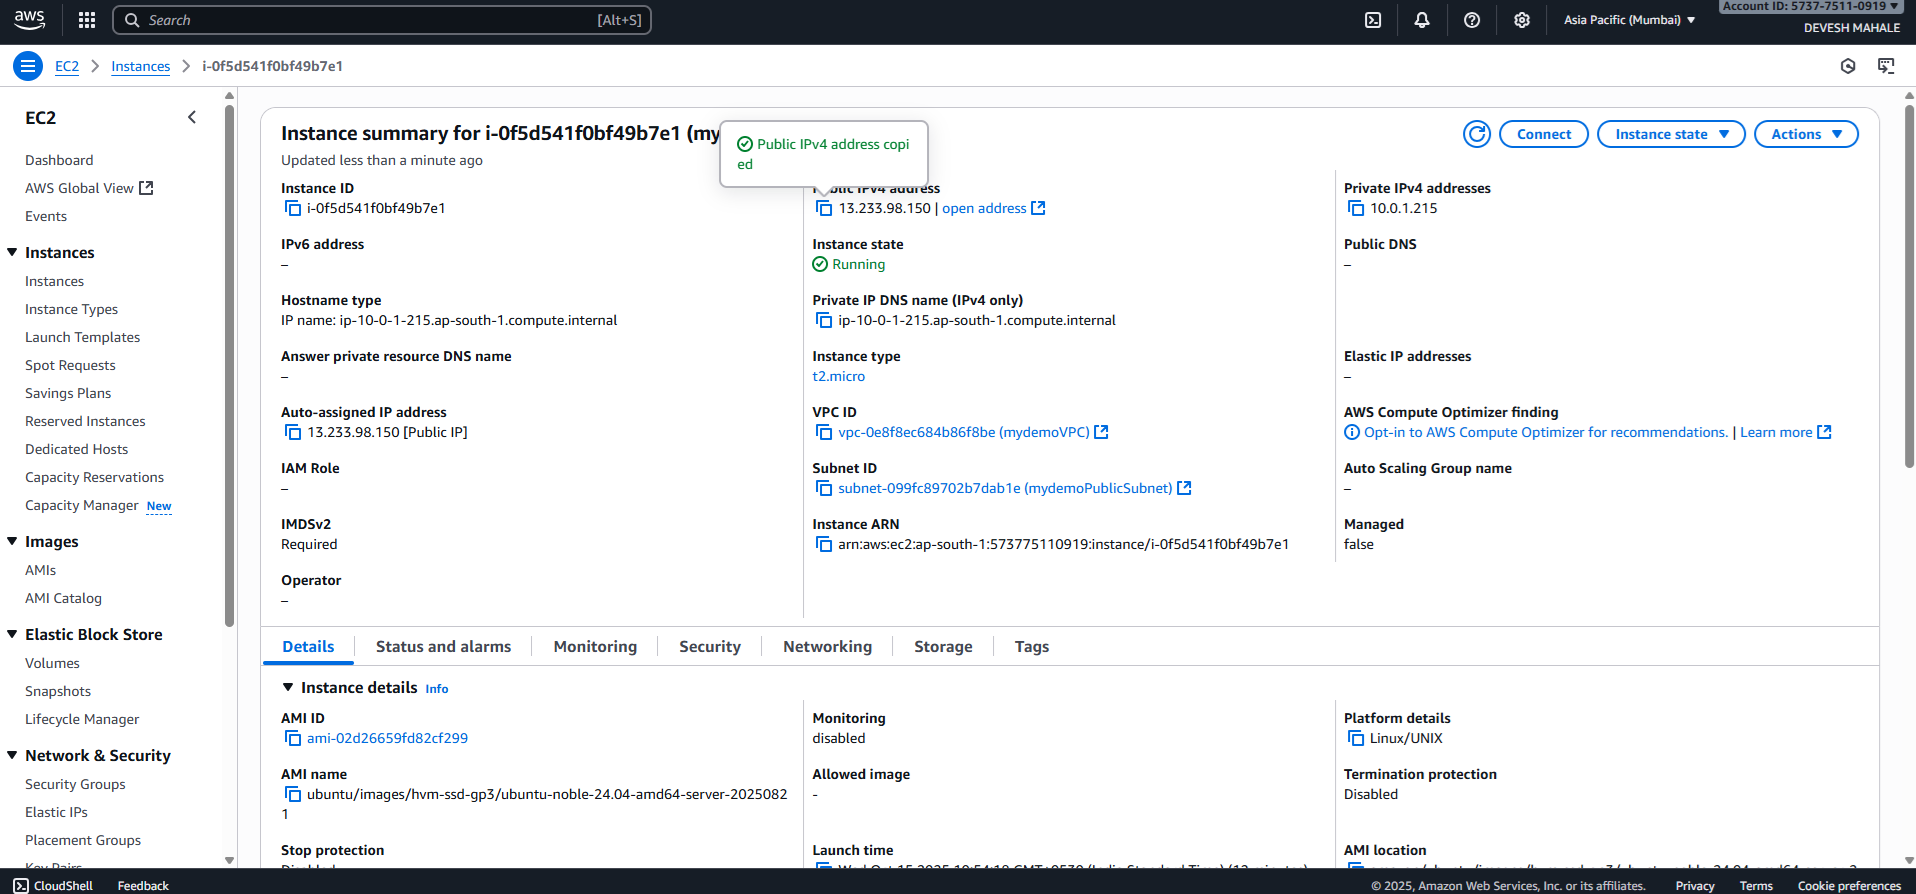 aws
Search [Alt+S]
Asia Pacific (Mumbai)
Account ID: 5737-7511-0919
DEVESH MAHALE
EC2
Instances
i-0f5d541f0bf49b7e1
EC2
Dashboard
AWS Global View
Events
Instances
Instances
Instance Types
Launch Templates
Spot Requests
Savings Plans
Reserved Instances
Dedicated Hosts
Capacity Reservations
Capacity Manager New
Images
AMIs
AMI Catalog
Elastic Block Store
Volumes
Snapshots
Lifecycle Manager
Network & Security
Security Groups
Elastic IPs
Placement Groups
Key Pairs
Instance summary for i-0f5d541f0bf49b7e1 (my
Updated less than a minute ago
Public IPv4 address copi
ed
Connect
Instance state
Actions
Instance ID
i-0f5d541f0bf49b7e1
Public IPv4 address
13.233.98.150 | open address
Private IPv4 addresses
10.0.1.215
IPv6 address
–
Instance state
Running
Public DNS
–
Hostname type
IP name: ip-10-0-1-215.ap-south-1.compute.internal
Private IP DNS name (IPv4 only)
ip-10-0-1-215.ap-south-1.compute.internal
Answer private resource DNS name
–
Instance type
t2.micro
Elastic IP addresses
–
Auto-assigned IP address
13.233.98.150 [Public IP]
VPC ID
vpc-0e8f8ec684b86f8be (mydemoVPC)
AWS Compute Optimizer finding
Opt-in to AWS Compute Optimizer for recommendations. | Learn more
IAM Role
–
Subnet ID
subnet-099fc89702b7dab1e (mydemoPublicSubnet)
Auto Scaling Group name
–
IMDSv2
Required
Instance ARN
arn:aws:ec2:ap-south-1:573775110919:instance/i-0f5d541f0bf49b7e1
Managed
false
Operator
–
Details
Status and alarms
Monitoring
Security
Networking
Storage
Tags
Instance details Info
AMI ID
ami-02d26659fd82cf299
Monitoring
disabled
Platform details
Linux/UNIX
AMI name
ubuntu/images/hvm-ssd-gp3/ubuntu-noble-24.04-amd64-server-2025082
1
Allowed image
-
Termination protection
Disabled
Stop protection
Disabled
Launch time
AMI location
CloudShell
Feedback
© 2025, Amazon Web Services, Inc. or its affiliates.
Privacy
Terms
Cookie preferences